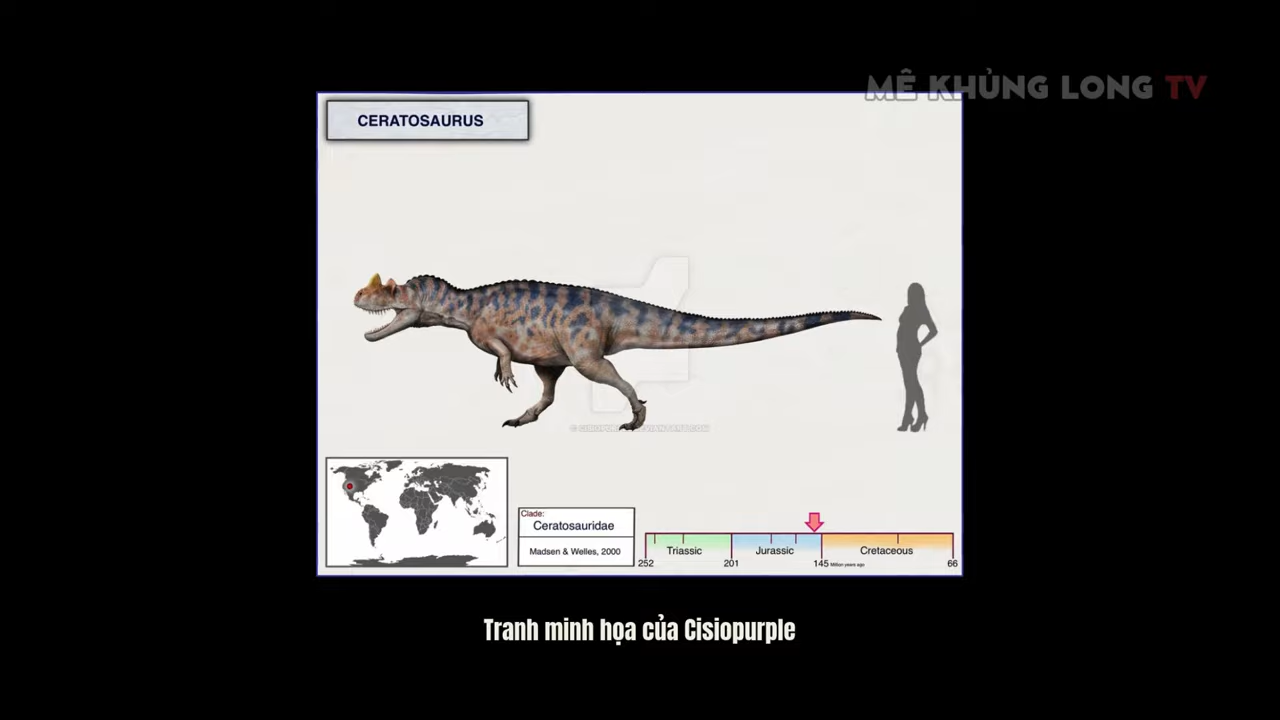 MÊ KHỦNG LONG TV
CERATOSAURUS
Clade:
Ceratosauridae
Madsen & Welles, 2000
Triassic Jurassic Cretaceous
252 201 145 Million years ago 66
Tranh minh họa của Cisiopurple